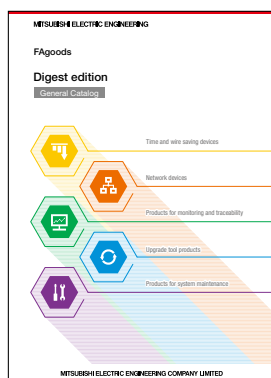 MITSUBISHI ELECTRIC ENGINEERING
FAgoods
Digest edition
General Catalog
Time and wire saving devices
Network devices
Products for monitoring and traceability
Upgrade tool products
Products for system maintenance
MITSUBISHI ELECTRIC ENGINEERING COMPANY LIMITED